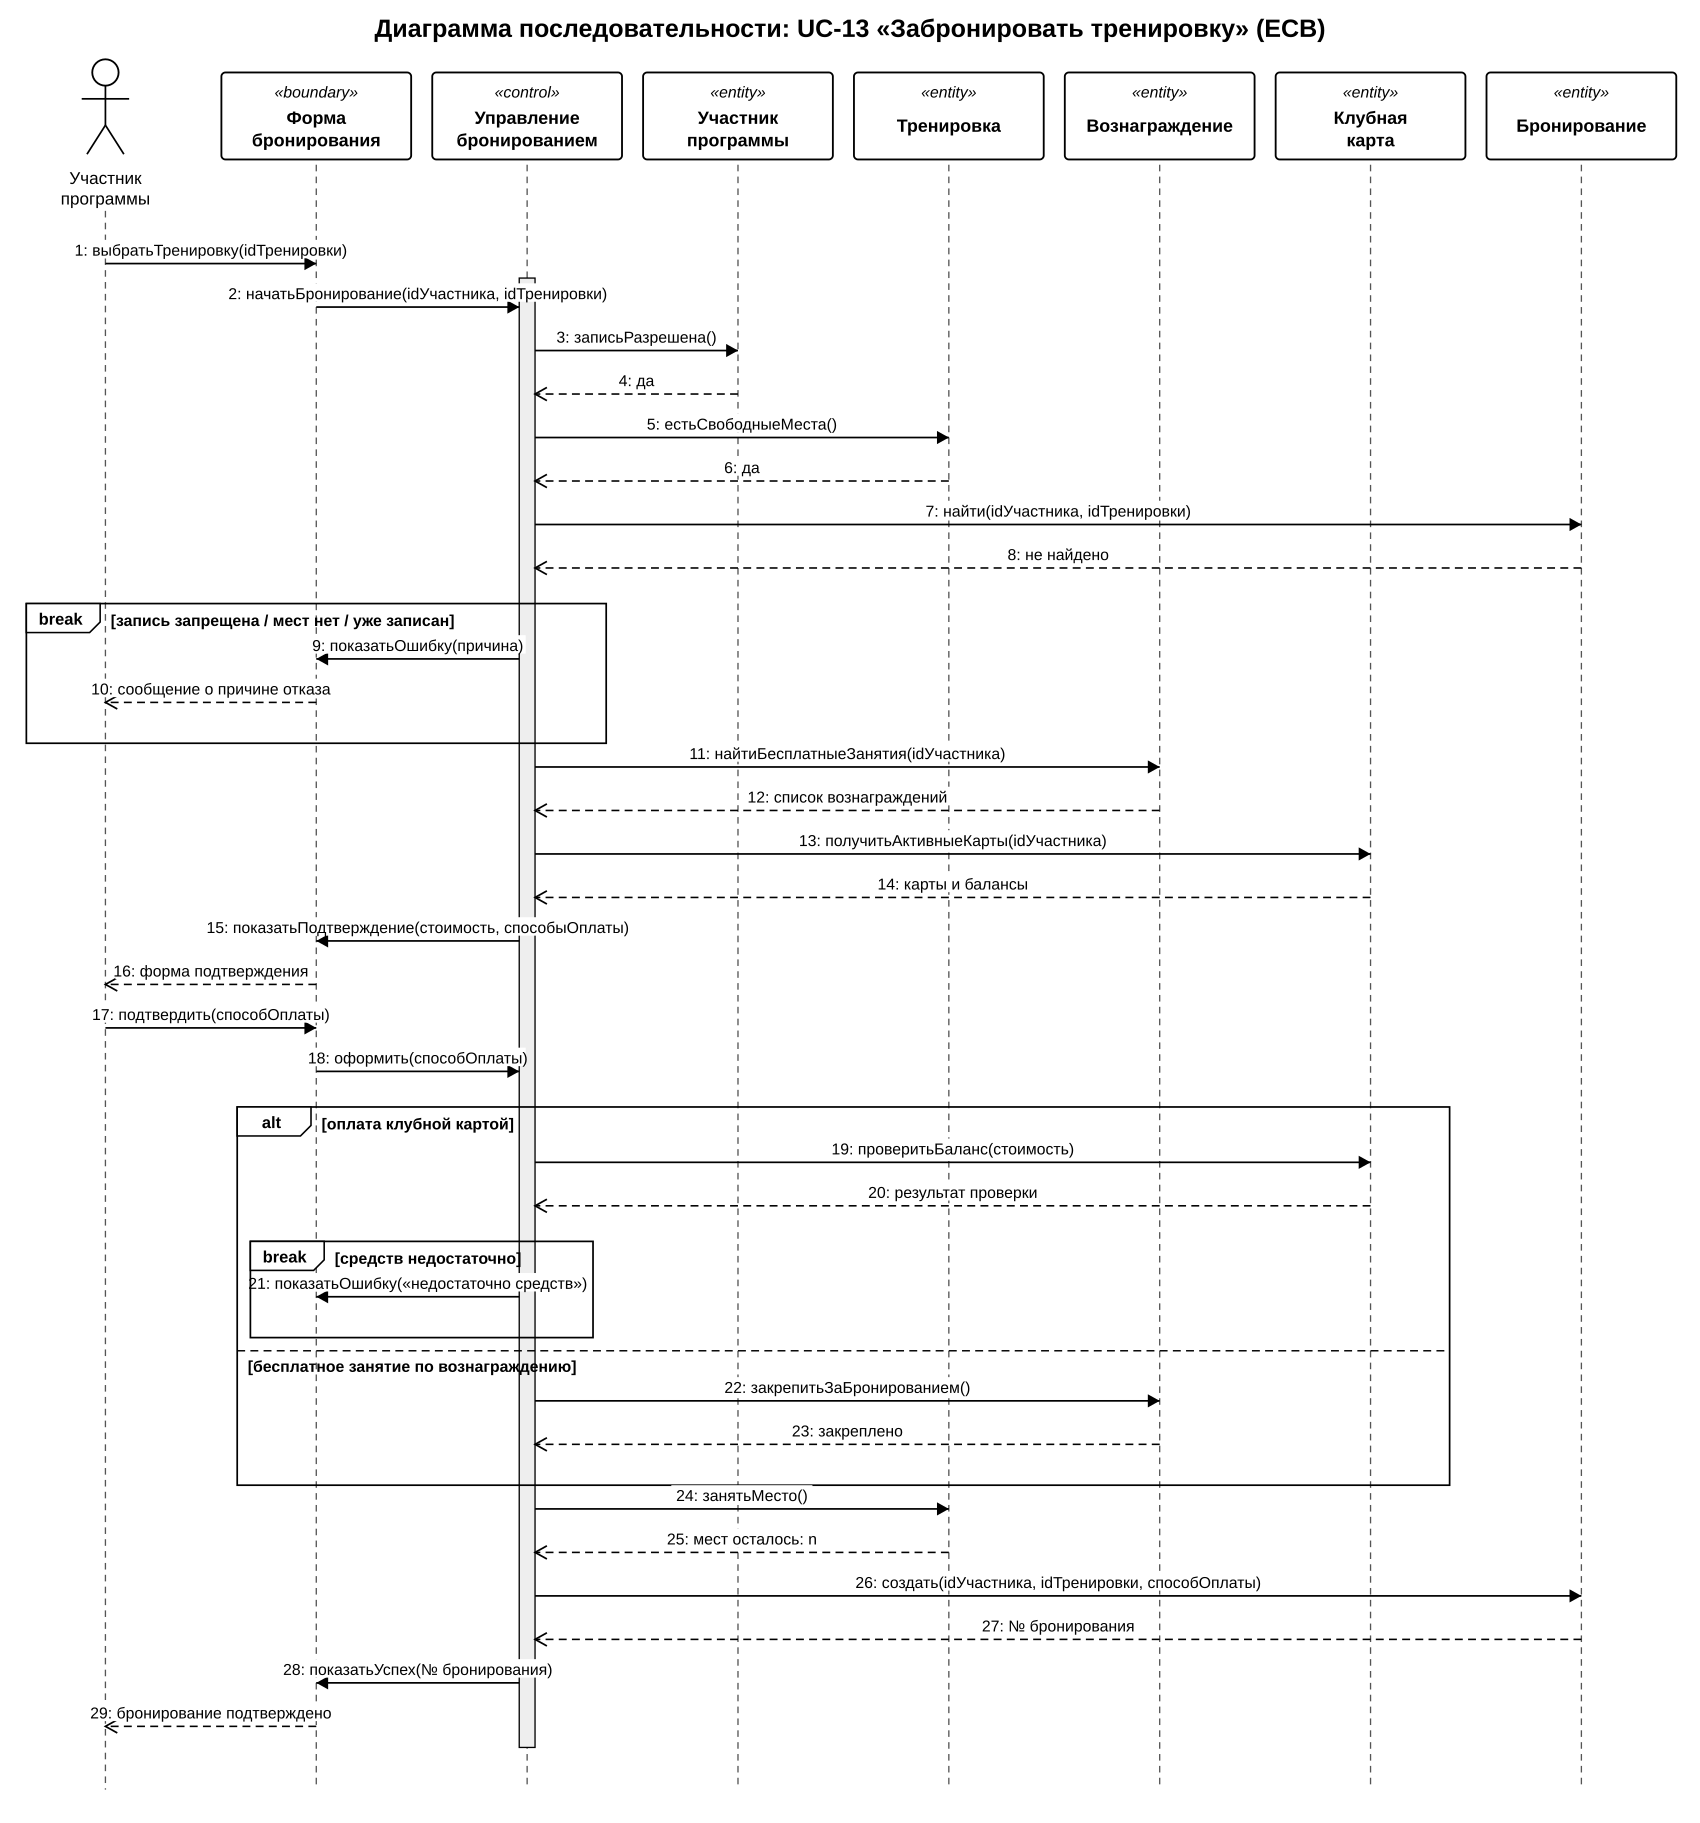 Диаграмма последовательности: UC-13 «Забронировать тренировку» (ECB)
Участник
программы
«boundary»
Форма
бронирования
«control»
Управление
бронированием
«entity»
Участник
программы
«entity»
Тренировка
«entity»
Вознаграждение
«entity»
Клубная
карта
«entity»
Бронирование
1: выбратьТренировку(idТренировки)
2: начатьБронирование(idУчастника, idТренировки)
3: записьРазрешена()
4: да
5: естьСвободныеМеста()
6: да
7: найти(idУчастника, idТренировки)
8: не найдено
break
[запись запрещена / мест нет / уже записан]
9: показатьОшибку(причина)
10: сообщение о причине отказа
11: найтиБесплатныеЗанятия(idУчастника)
12: список вознаграждений
13: получитьАктивныеКарты(idУчастника)
14: карты и балансы
15: показатьПодтверждение(стоимость, способыОплаты)
16: форма подтверждения
17: подтвердить(способОплаты)
18: оформить(способОплаты)
alt
[оплата клубной картой]
19: проверитьБаланс(стоимость)
20: результат проверки
break
[средств недостаточно]
21: показатьОшибку(«недостаточно средств»)
[бесплатное занятие по вознаграждению]
22: закрепитьЗаБронированием()
23: закреплено
24: занятьМесто()
25: мест осталось: n
26: создать(idУчастника, idТренировки, способОплаты)
27: № бронирования
28: показатьУспех(№ бронирования)
29: бронирование подтверждено